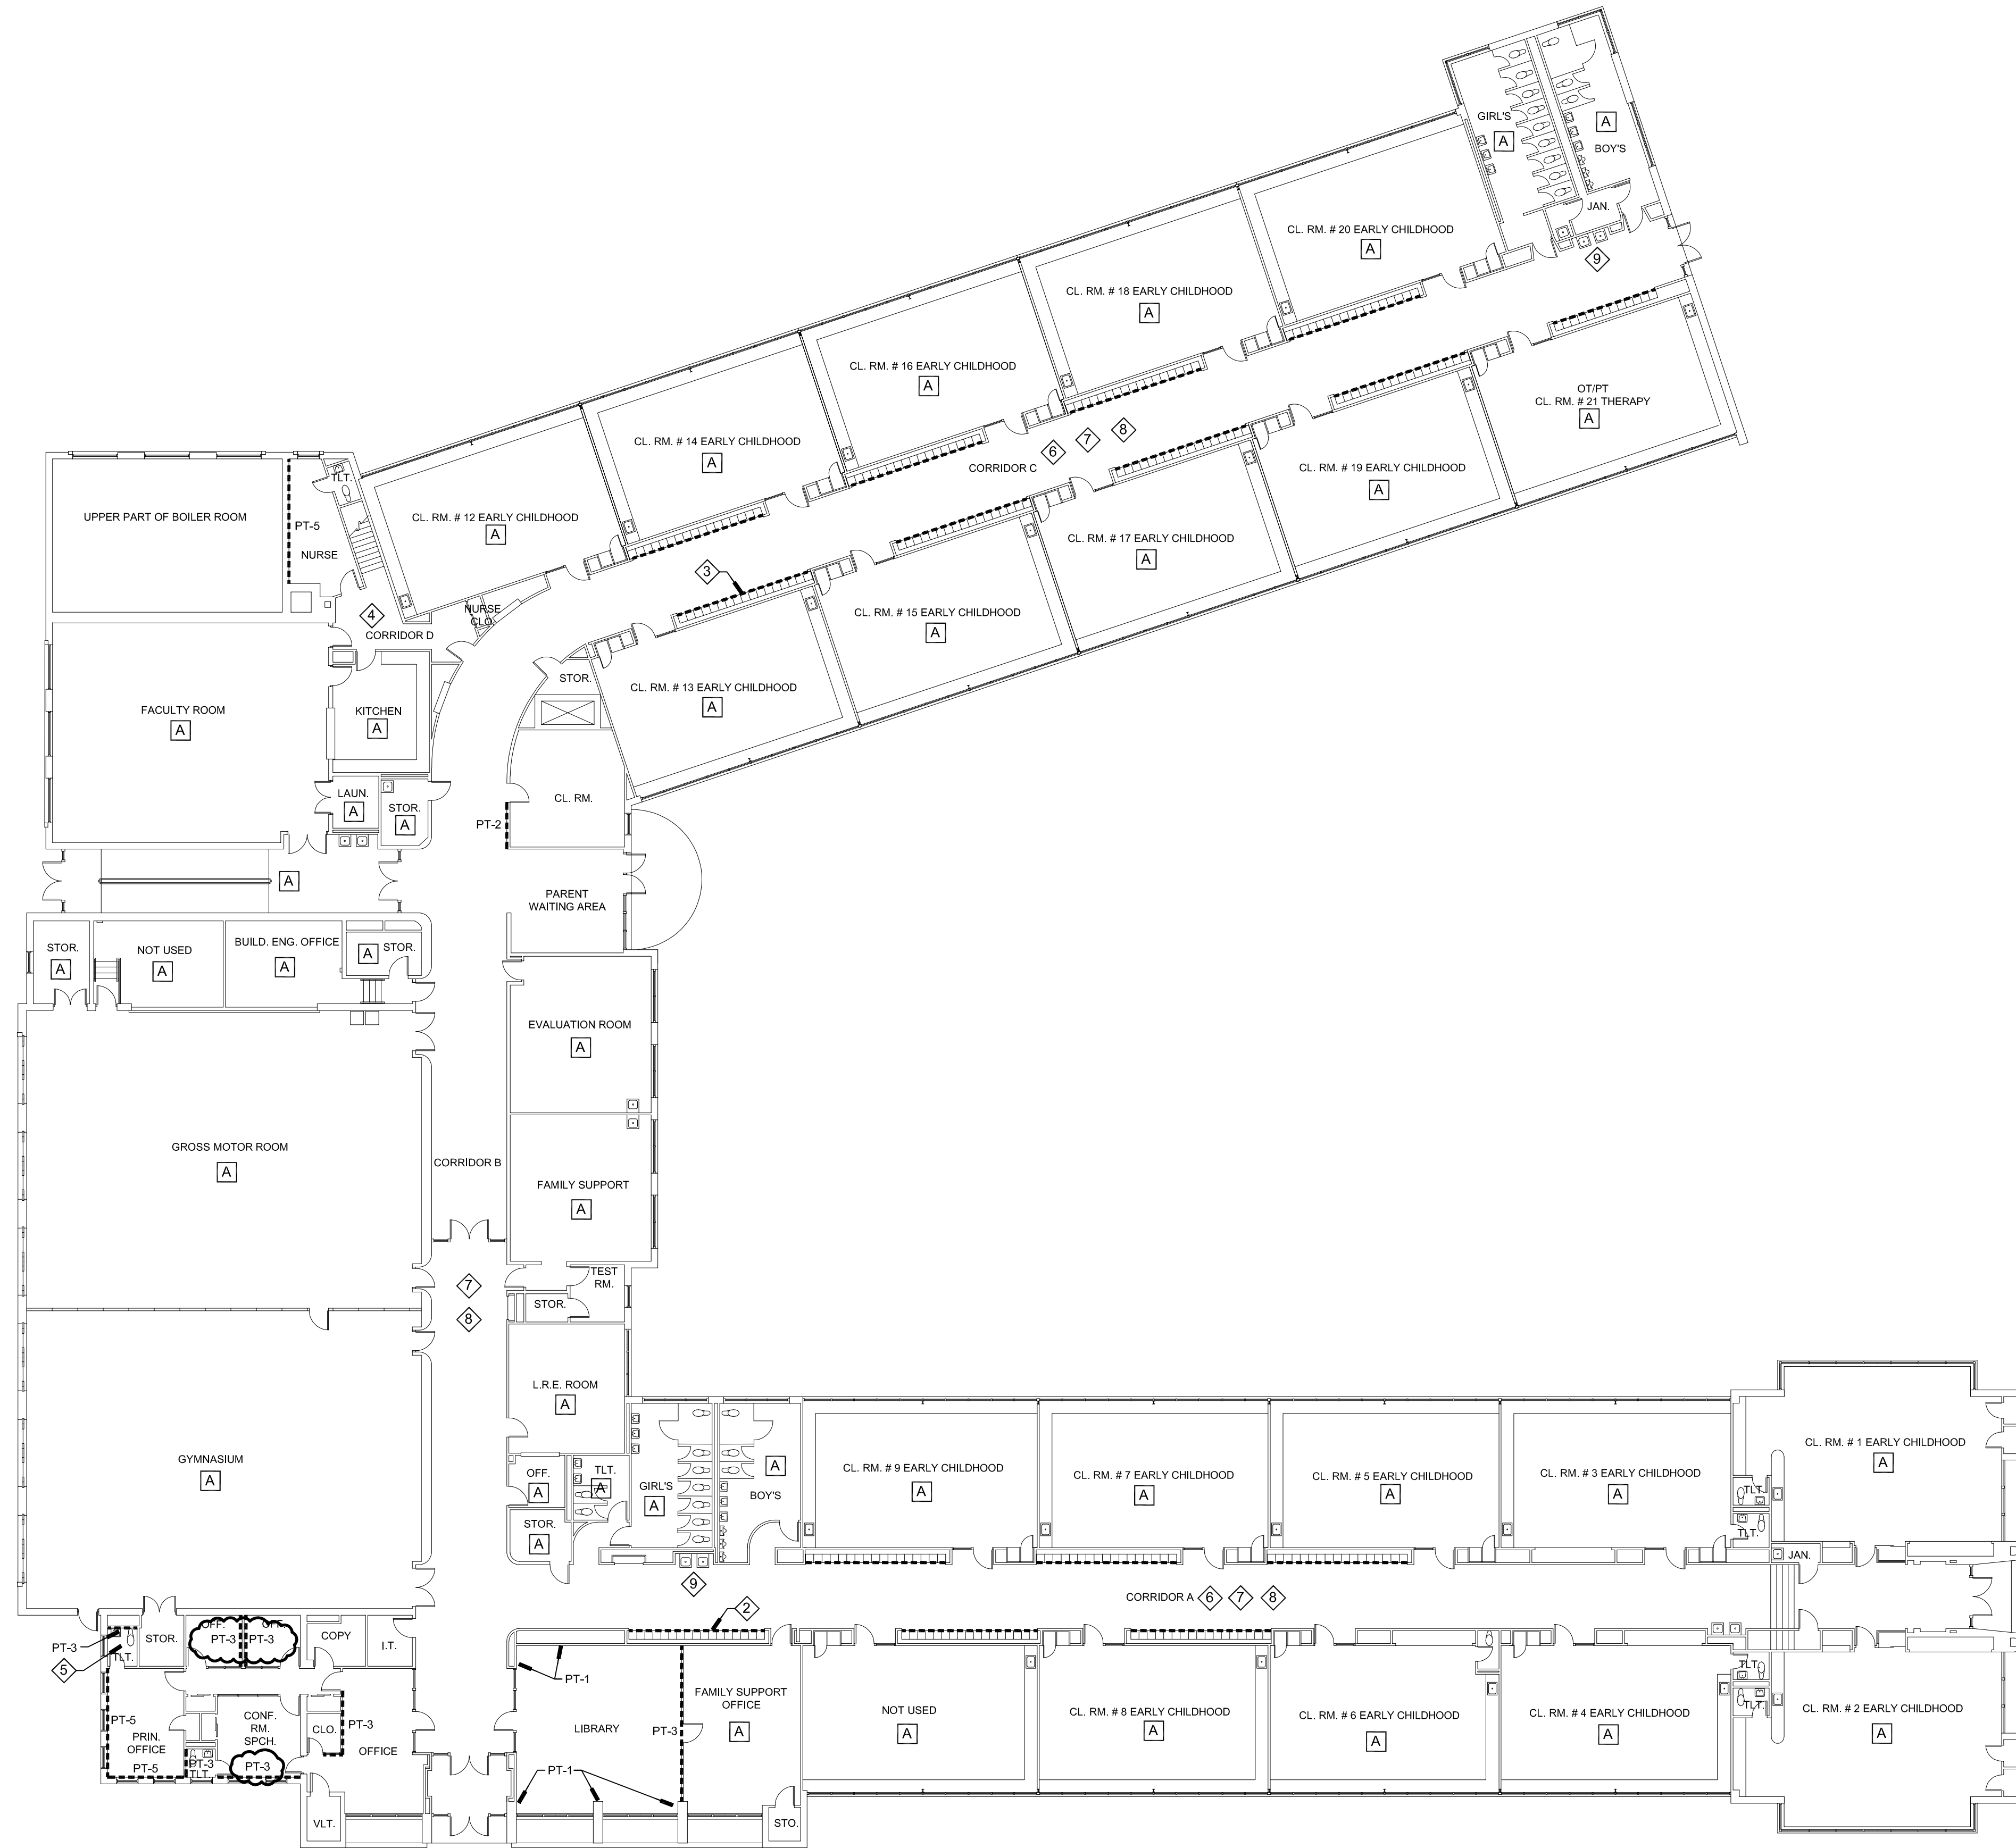 GIRL'S
A
A
BOY'S
JAN.
9
CL. RM. # 20 EARLY CHILDHOOD
A
CL. RM. # 18 EARLY CHILDHOOD
A
CL. RM. # 16 EARLY CHILDHOOD
A
OT/PT
CL. RM. # 21 THERAPY
A
CL. RM. # 14 EARLY CHILDHOOD
A
6
7
8
CORRIDOR C
CL. RM. # 19 EARLY CHILDHOOD
A
CL. RM. # 12 EARLY CHILDHOOD
A
CL. RM. # 17 EARLY CHILDHOOD
A
UPPER PART OF BOILER ROOM
TLT.
PT-5
NURSE
3
NURSE
CLO.
4
CORRIDOR D
CL. RM. # 15 EARLY CHILDHOOD
A
STOR.
CL. RM. # 13 EARLY CHILDHOOD
A
FACULTY ROOM
A
KITCHEN
A
LAUN.
A
STOR.
A
CL. RM.
PT-2
A
PARENT
WAITING AREA
STOR.
A
NOT USED
A
BUILD. ENG. OFFICE
A
A
STOR.
EVALUATION ROOM
A
GROSS MOTOR ROOM
A
CORRIDOR B
FAMILY SUPPORT
A
7
8
TEST
RM.
STOR.
L.R.E. ROOM
A
GYMNASIUM
A
OFF.
A
TLT.
A
GIRL'S
A
A
BOY'S
STOR.
A
CL. RM. # 9 EARLY CHILDHOOD
A
CL. RM. # 7 EARLY CHILDHOOD
A
CL. RM. # 5 EARLY CHILDHOOD
A
CL. RM. # 3 EARLY CHILDHOOD
A
CL. RM. # 1 EARLY CHILDHOOD
A
TLT.
TLT.
JAN.
9
CORRIDOR A
6
7
8
2
PT-3
5
TLT.
STOR.
OFF.
PT-3
OFF.
PT-3
COPY
I.T.
PT-1
PT-5
PRIN.
OFFICE
PT-5
CONF.
RM.
SPCH.
CLO.
PT-3
OFFICE
PT-3
TLT.
PT-3
VLT.
LIBRARY
PT-3
PT-1
FAMILY SUPPORT
OFFICE
A
STO.
NOT USED
A
CL. RM. # 8 EARLY CHILDHOOD
A
CL. RM. # 6 EARLY CHILDHOOD
A
CL. RM. # 4 EARLY CHILDHOOD
A
TLT.
TLT.
CL. RM. # 2 EARLY CHILDHOOD
A